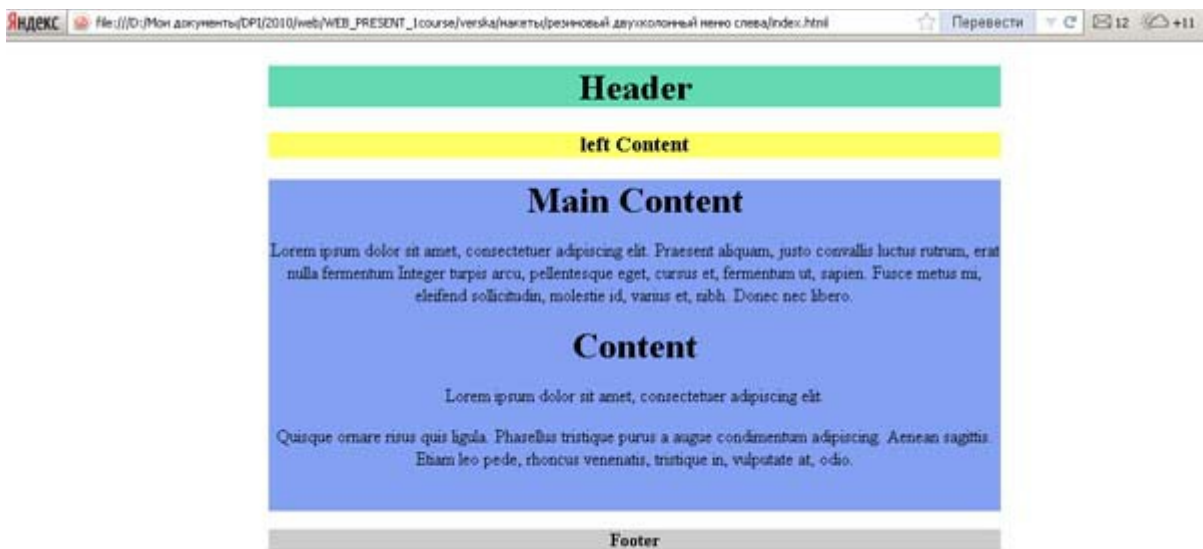 Яндекс file:///D:/Мои документы/DPI/2010/web/WEB_PRESENT_1course/verska/макеты/резиновый двухколонный меню слева/index.html Перевести 12 +11
Header
left Content
Main Content
Lorem ipsum dolor sit amet, consectetuer adipiscing elit. Praesent aliquam, justo convallis luctus rutrum, erat
nulla fermentum Integer turpis arcu, pellentesque eget, cursus et, fermentum ut, sapien. Fusce metus mi,
eleifend sollicitudin, molestie id, varius et, nibh. Donec nec libero.
Content
Lorem ipsum dolor sit amet, consectetuer adipiscing elit
Quisque ornare risus quis ligula. Phasellus tristique purus a augue condimentum adipiscing. Aenean sagittis.
Etiam leo pede, rhoncus venenatis, tristique in, vulputate at, odio.
Footer